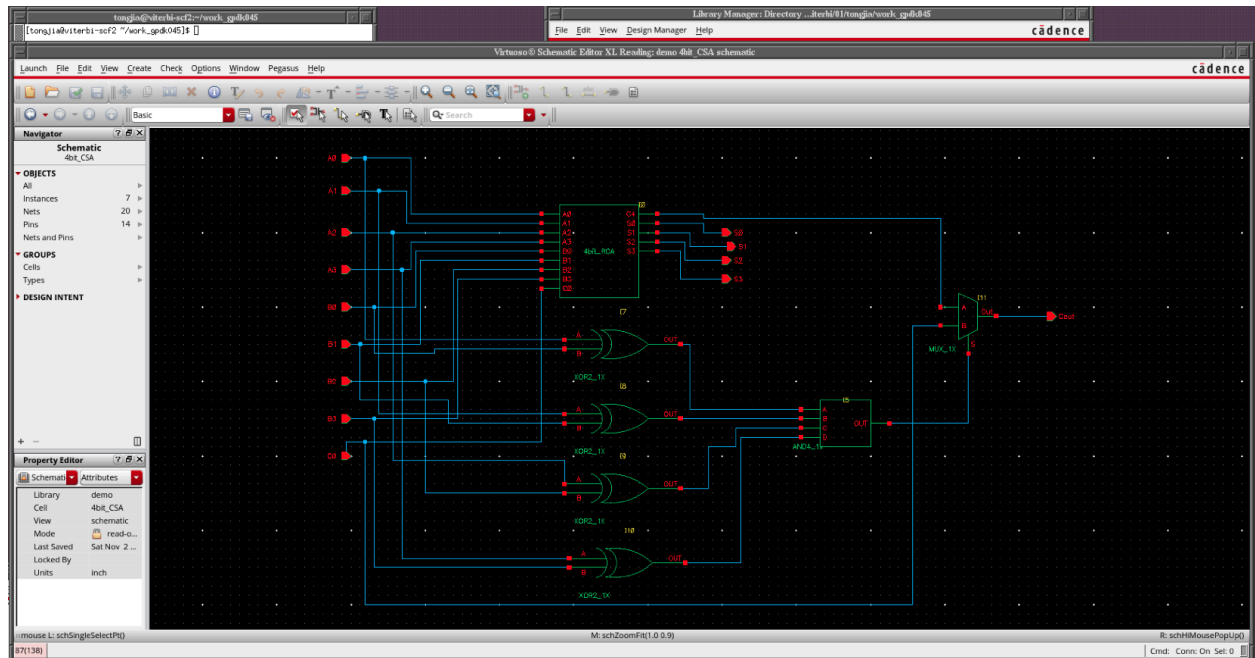 tongjia@viterbi-scf2:~/work_gpdk045
[tongjia@viterbi-scf2 ~/work_gpdk045]$
Library Manager: Directory ...iterbi/01/tongjia/work_gpdk045
File Edit View Design Manager Help
cādence
Virtuoso® Schematic Editor XL Reading: demo 4bit_CSA schematic
Launch File Edit View Create Check Options Window Pegasus Help
cādence
Basic
Search
Navigator
Schematic
4bit_CSA
OBJECTS
All
Instances 7
Nets 20
Pins 14
Nets and Pins
GROUPS
Cells
Types
DESIGN INTENT
Property Editor
Schemati Attributes
Library demo
Cell 4bit_CSA
View schematic
Mode read-o...
Last Saved Sat Nov 2 ...
Locked By
Units inch
A0
A1
A2
A3
B0
B1
B2
B3
A0 C4
A1 S0
A2 S1
A3 S2
B0 S3
B1
B2
B3
4bit_RCA
S0
S1
S2
S3
I7
A
B
OUT
XOR2_1X
I8
A
B
OUT
XOR2_1X
I9
A
B
OUT
XOR2_1X
I10
A
B
OUT
XOR2_1X
I5
A
B
C
D
OUT
I11
A
B
S
Out
MUX_1X
Cout
mouse L: schSingleSelectPt()
M: schZoomFit(1.0 0.9)
R: schHiMousePopUp()
87(138)
Cmd: Conn: On Sel: 0